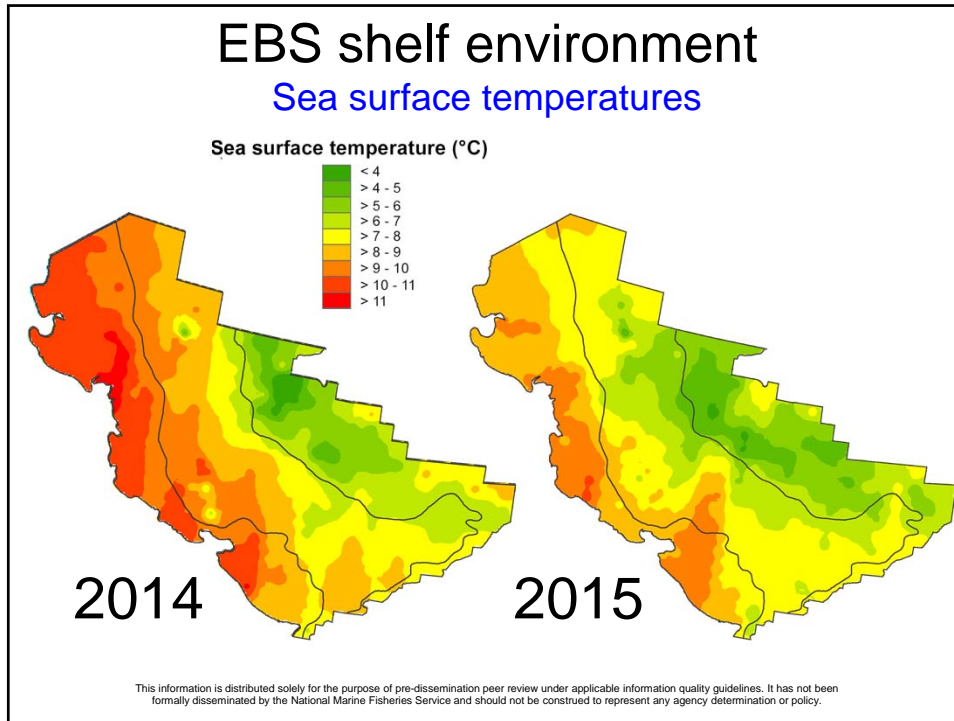 EBS shelf environment
Sea surface temperatures
Sea surface temperature (°C)
< 4
> 4 - 5
> 5 - 6
> 6 - 7
> 7 - 8
> 8 - 9
> 9 - 10
> 10 - 11
> 11
2014
2015
This information is distributed solely for the purpose of pre-dissemination peer review under applicable information quality guidelines. It has not been
formally disseminated by the National Marine Fisheries Service and should not be construed to represent any agency determination or policy.